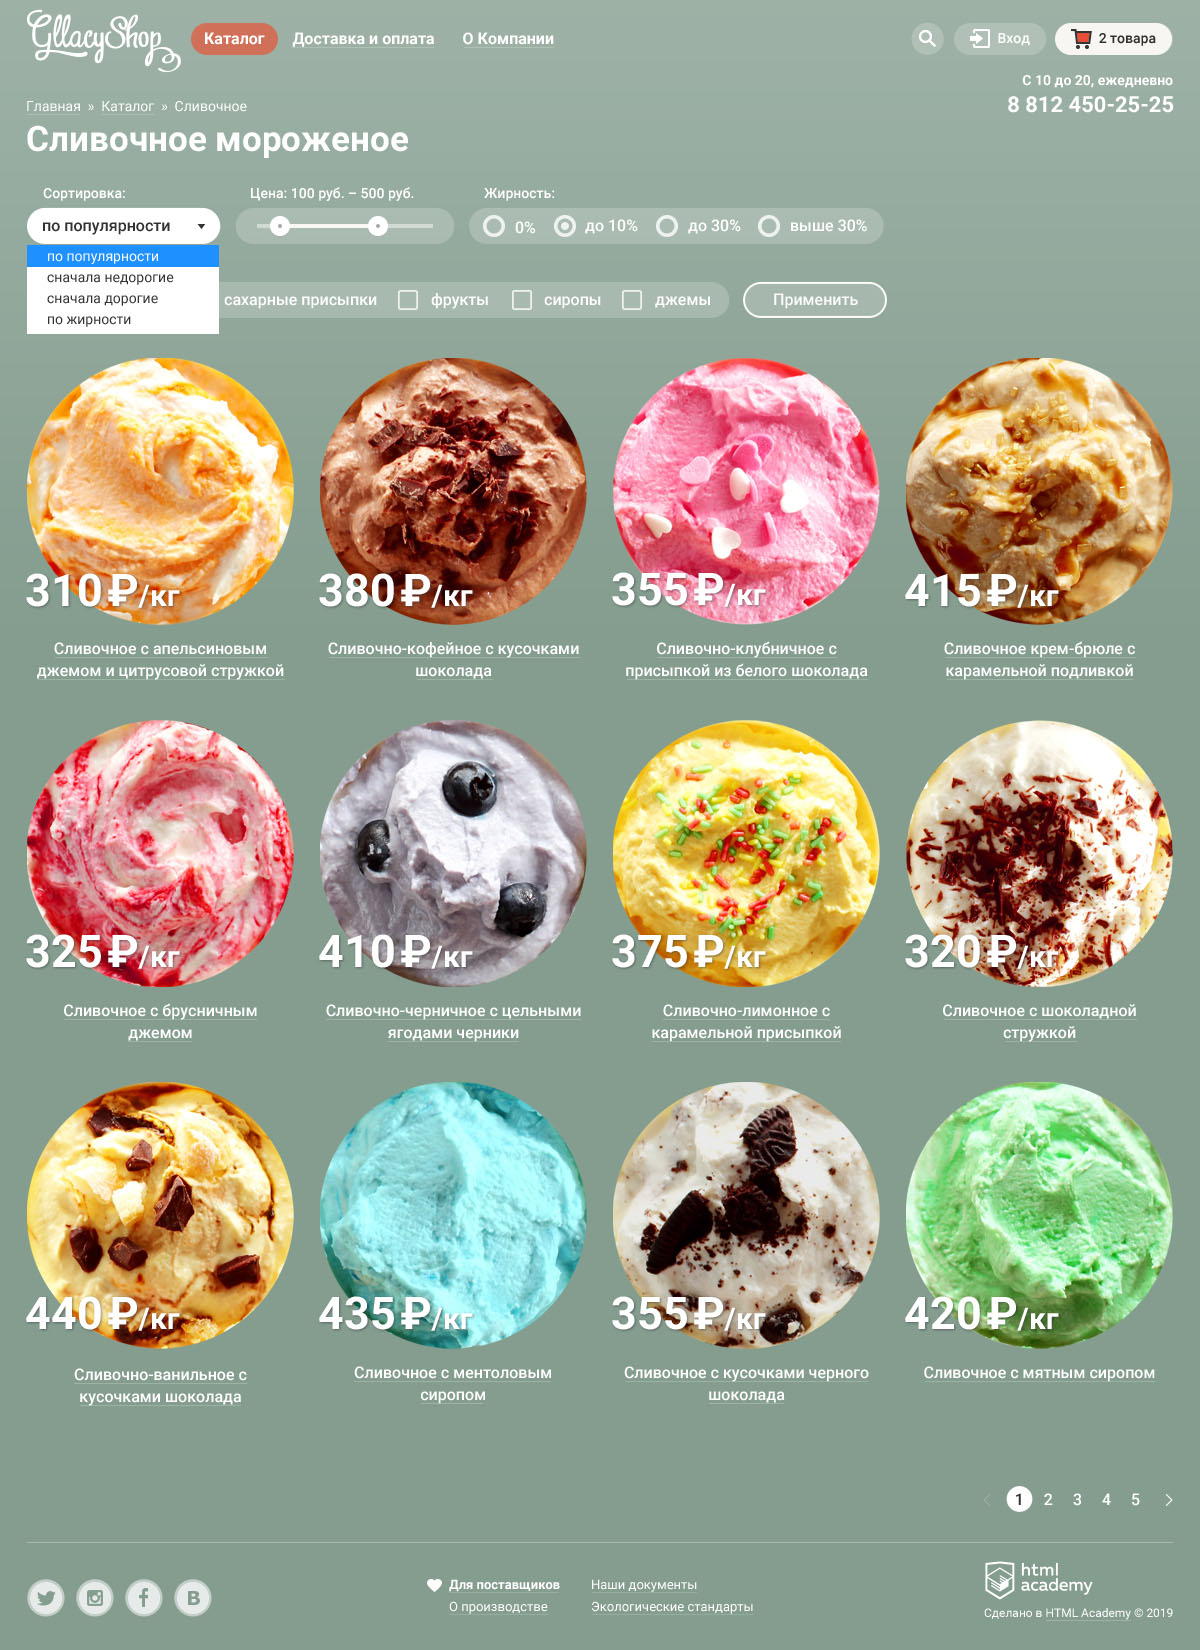 Gllacy Shop
Каталог
Доставка и оплата
О Компании
Вход
2 товара
С 10 до 20, ежедневно
8 812 450-25-25
Главная » Каталог » Сливочное
Сливочное мороженое
Сортировка:
Цена: 100 руб. – 500 руб.
Жирность:
по популярности
0%
до 10%
до 30%
выше 30%
по популярности
сначала недорогие
сначала дорогие
по жирности
сахарные присыпки
фрукты
сиропы
джемы
Применить
310 ₽/кг
380 ₽/кг
355 ₽/кг
415 ₽/кг
Сливочное с апельсиновым
джемом и цитрусовой стружкой
Сливочно-кофейное с кусочками
шоколада
Сливочно-клубничное с
присыпкой из белого шоколада
Сливочное крем-брюле с
карамельной подливкой
325 ₽/кг
410 ₽/кг
375 ₽/кг
320 ₽/кг
Сливочное с брусничным
джемом
Сливочно-черничное с цельными
ягодами черники
Сливочно-лимонное с
карамельной присыпкой
Сливочное с шоколадной
стружкой
440 ₽/кг
435 ₽/кг
355 ₽/кг
420 ₽/кг
Сливочно-ванильное с
кусочками шоколада
Сливочное с ментоловым
сиропом
Сливочное с кусочками черного
шоколада
Сливочное с мятным сиропом
1 2 3 4 5
Для поставщиков
О производстве
Наши документы
Экологические стандарты
html
academy
Сделано в HTML Academy © 2019